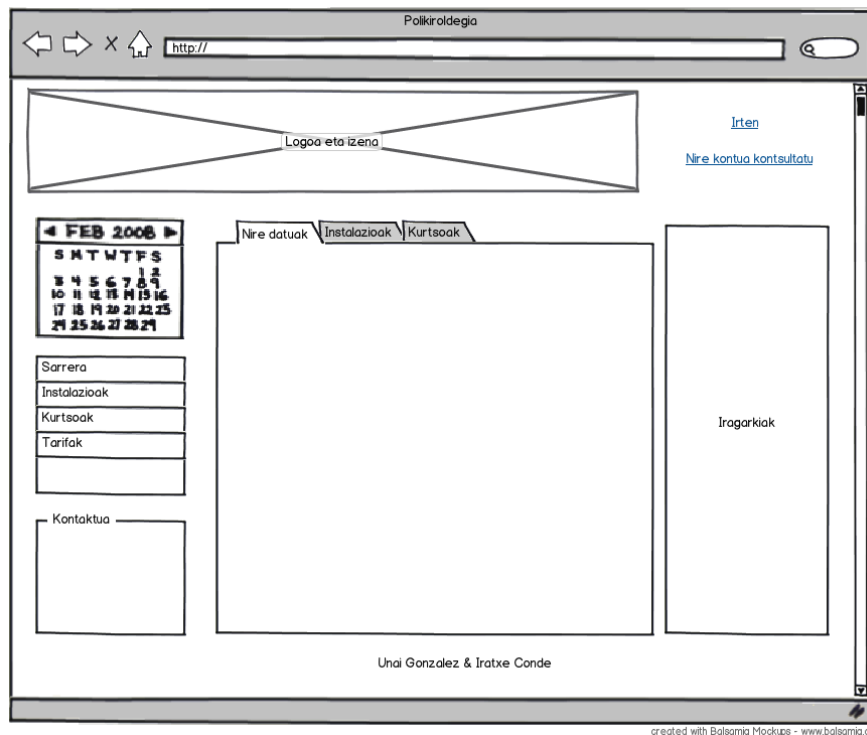 Polikiroldegia
http://
Logoa eta izena
Irten
Nire kontua kontsultatu
FEB 2008
S M T W T F S
1 2
3 4 5 6 7 8 9
10 11 12 13 14 15 16
17 18 19 20 21 22 23
24 25 26 27 28 29
Sarrera
Instalazioak
Kurtsoak
Tarifak
Kontaktua
Nire datuak
Instalazioak
Kurtsoak
Iragarkiak
Unai Gonzalez & Iratxe Conde
created with Balsamiq Mockups - www.balsamiq.